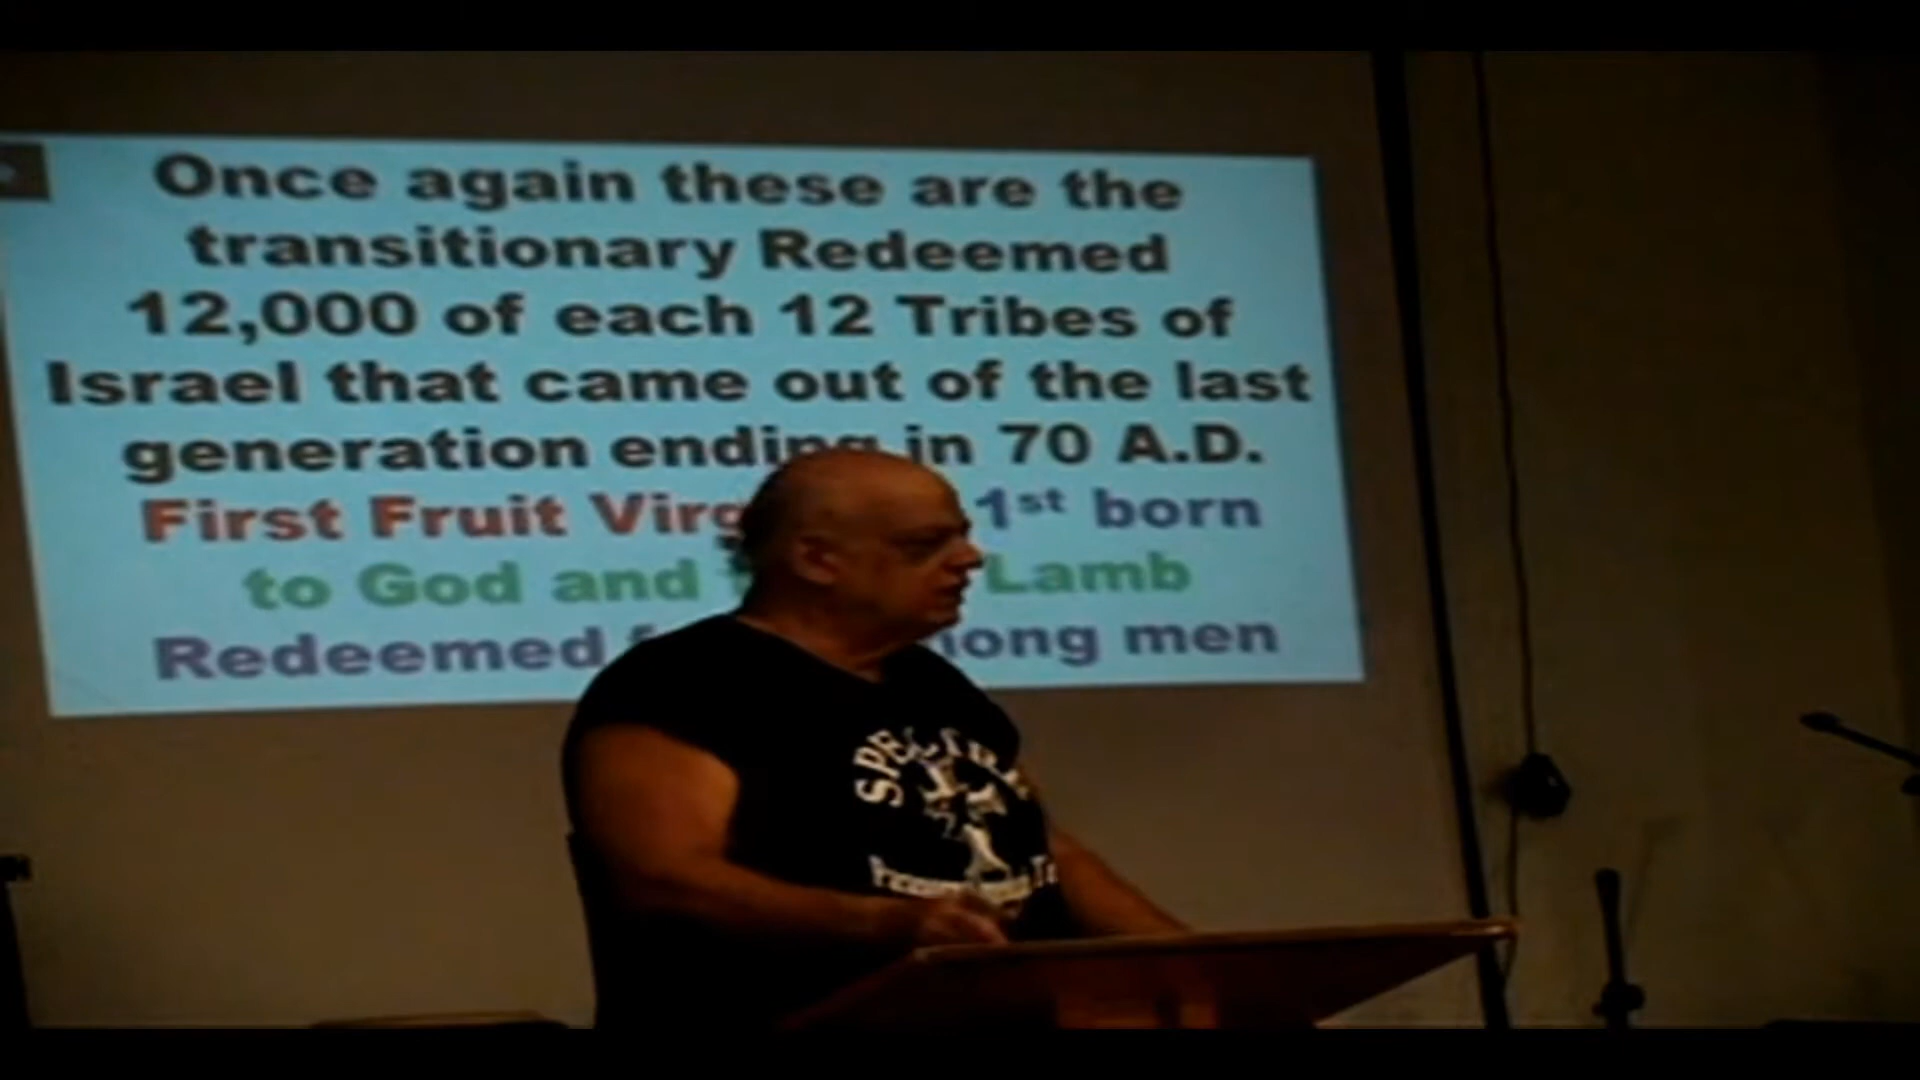 Once again these are the
transitionary Redeemed
12,000 of each 12 Tribes of
Israel that came out of the last
generation ending in 70 A.D.
First Fruit 1st born
to God and Lamb
Redeemed men